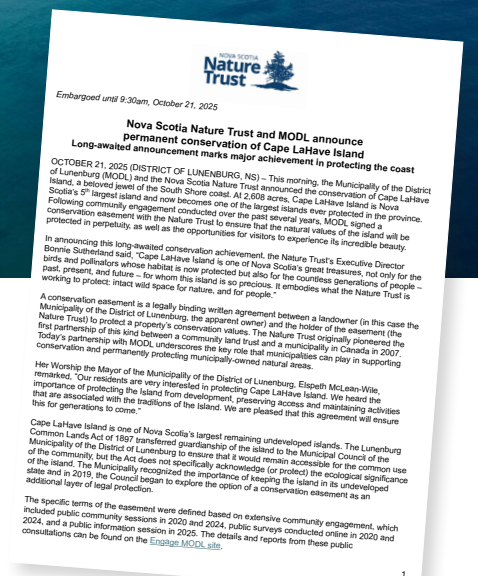 NOVA SCOTIA
Nature
Trust
Embargoed until 9:30am, October 21, 2025
Nova Scotia Nature Trust and MODL announce
permanent conservation of Cape LaHave Island
Long-awaited announcement marks major achievement in protecting the coast
OCTOBER 21, 2025 (DISTRICT OF LUNENBURG, NS) – This morning, the Municipality of the District
of Lunenburg (MODL) and the Nova Scotia Nature Trust announced the conservation of Cape LaHave
Island, a beloved jewel of the South Shore coast. At 2,608 acres, Cape LaHave Island is Nova
Scotia's 5th largest island and now becomes one of the largest islands ever protected in the province.
Following community engagement conducted over the past several years, MODL signed a
conservation easement with the Nature Trust to ensure that the natural values of the island will be
protected in perpetuity, as well as the opportunities for visitors to experience its incredible beauty.
In announcing this long-awaited conservation achievement, the Nature Trust's Executive Director
Bonnie Sutherland said, "Cape LaHave Island is one of Nova Scotia's great treasures, not only for the
birds and pollinators whose habitat is now protected but also for the countless generations of people –
past, present, and future – for whom this island is so precious. It embodies what the Nature Trust is
working to protect: intact wild space for nature, and for people."
A conservation easement is a legally binding written agreement between a landowner (in this case the
Municipality of the District of Lunenburg, the apparent owner) and the holder of the easement (the
Nature Trust) to protect a property's conservation values. The Nature Trust originally pioneered the
first partnership of this kind between a community land trust and a municipality in Canada in 2007.
Today's partnership with MODL underscores the key role that municipalities can play in supporting
conservation and permanently protecting municipally-owned natural areas.
Her Worship the Mayor of the Municipality of the District of Lunenburg, Elspeth McLean-Wile,
remarked, "Our residents are very interested in protecting Cape LaHave Island. We heard the
importance of protecting the Island from development, preserving access and maintaining activities
that are associated with the traditions of the Island. We are pleased that this agreement will ensure
this for generations to come."
Cape LaHave Island is one of Nova Scotia's largest remaining undeveloped islands. The Lunenburg
Common Lands Act of 1897 transferred guardianship of the island to the Municipal Council of the
Municipality of the District of Lunenburg to ensure that it would remain accessible for the common use
of the community, but the Act does not specifically acknowledge (or protect) the ecological significance
of the island. The Municipality recognized the importance of keeping the island in its undeveloped
state and in 2019, the Council began to explore the option of a conservation easement as an
additional layer of legal protection.
The specific terms of the easement were defined based on extensive community engagement, which
included public community sessions in 2020 and 2024, public surveys conducted online in 2020 and
2024, and a public information session in 2025. The details and reports from these public
consultations can be found on the Engage MODL site.
1